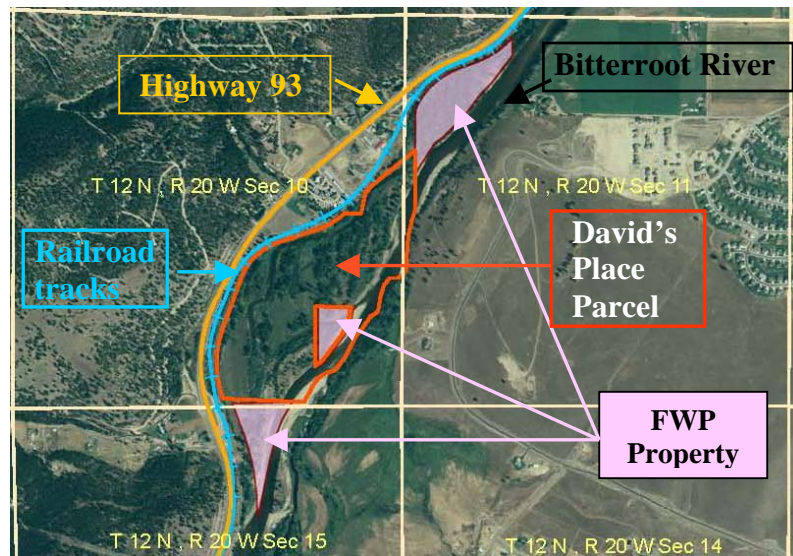 Highway 93
Bitterroot River
T 12 N , R 20 W Sec 10
T 12 N , R 20 W Sec 11
Railroad
tracks
David's
Place
Parcel
FWP
Property
T 12 N , R 20 W Sec 15
T 12 N , R 20 W Sec 14